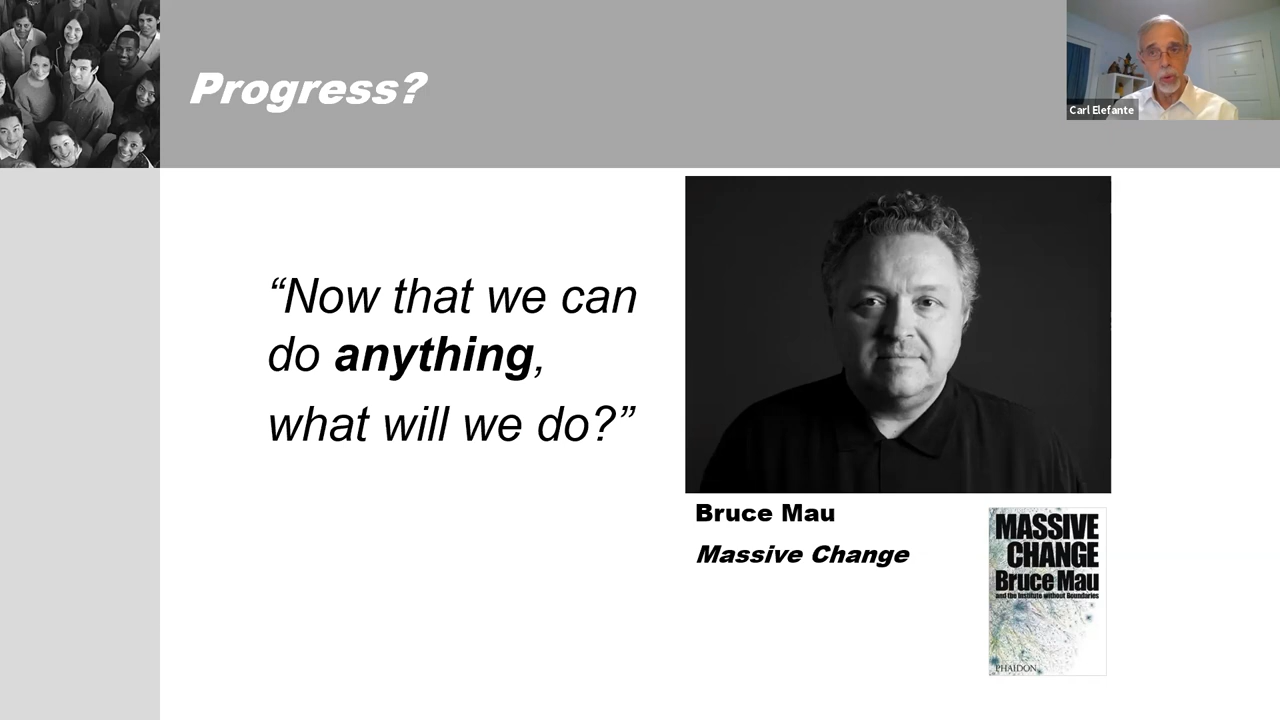 Progress?
Carl Elefante
“Now that we can
do anything,
what will we do?”
Bruce Mau
Massive Change
MASSIVE
CHANGE
Bruce Mau
and the Institute without Boundaries
PHAIDON